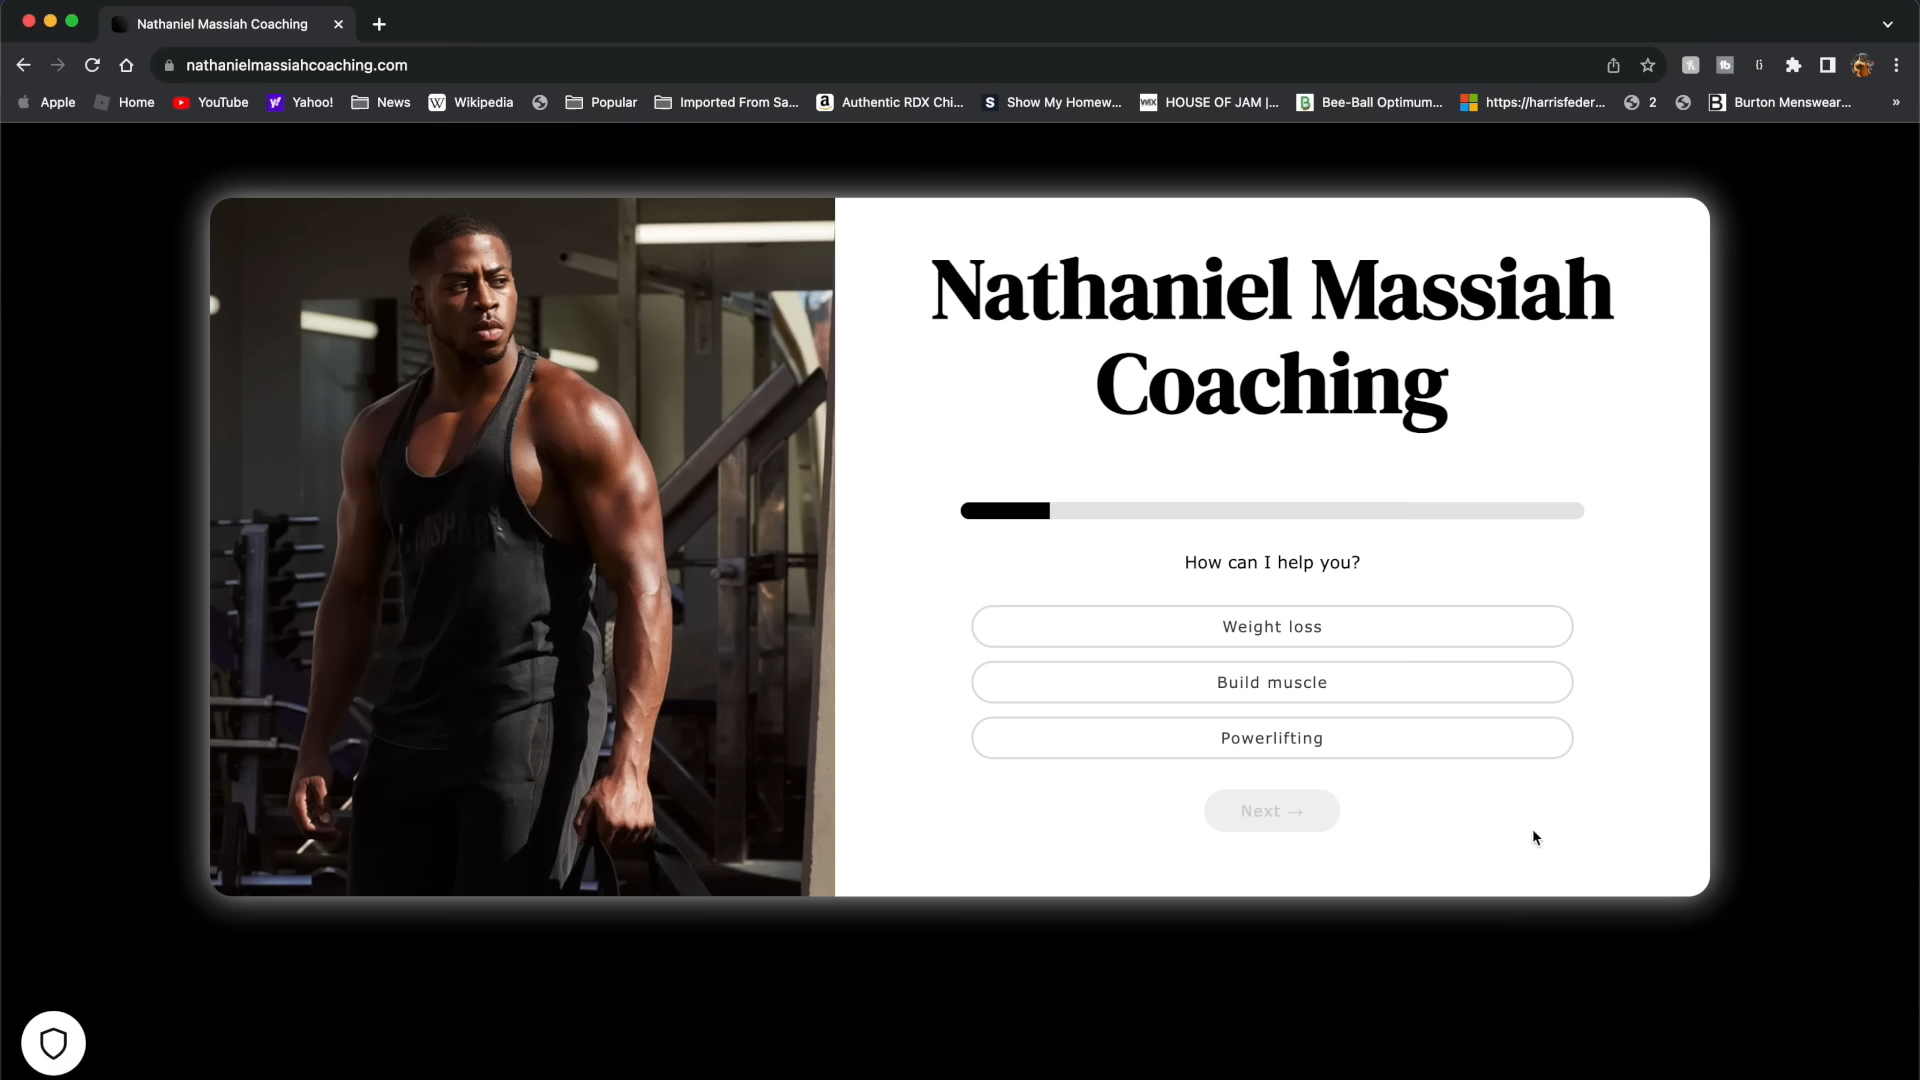 Nathaniel Massiah Coaching
nathanielmassiahcoaching.com
Apple
Home
YouTube
Yahoo!
News
Wikipedia
Popular
Imported From Sa...
Authentic RDX Chi...
Show My Homew...
HOUSE OF JAM |...
Bee-Ball Optimum...
https://harrisfeder...
2
Burton Menswear...
Nathaniel Massiah
Coaching
How can I help you?
Weight loss
Build muscle
Powerlifting
Next →